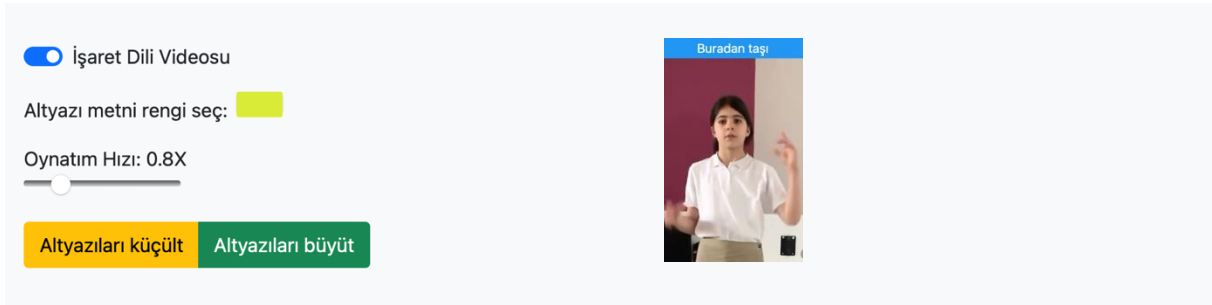 İşaret Dili Videosu
Altyazı metni rengi seç:
Oynatım Hızı: 0.8X
Altyazıları küçült
Altyazıları büyüt
Buradan taşı